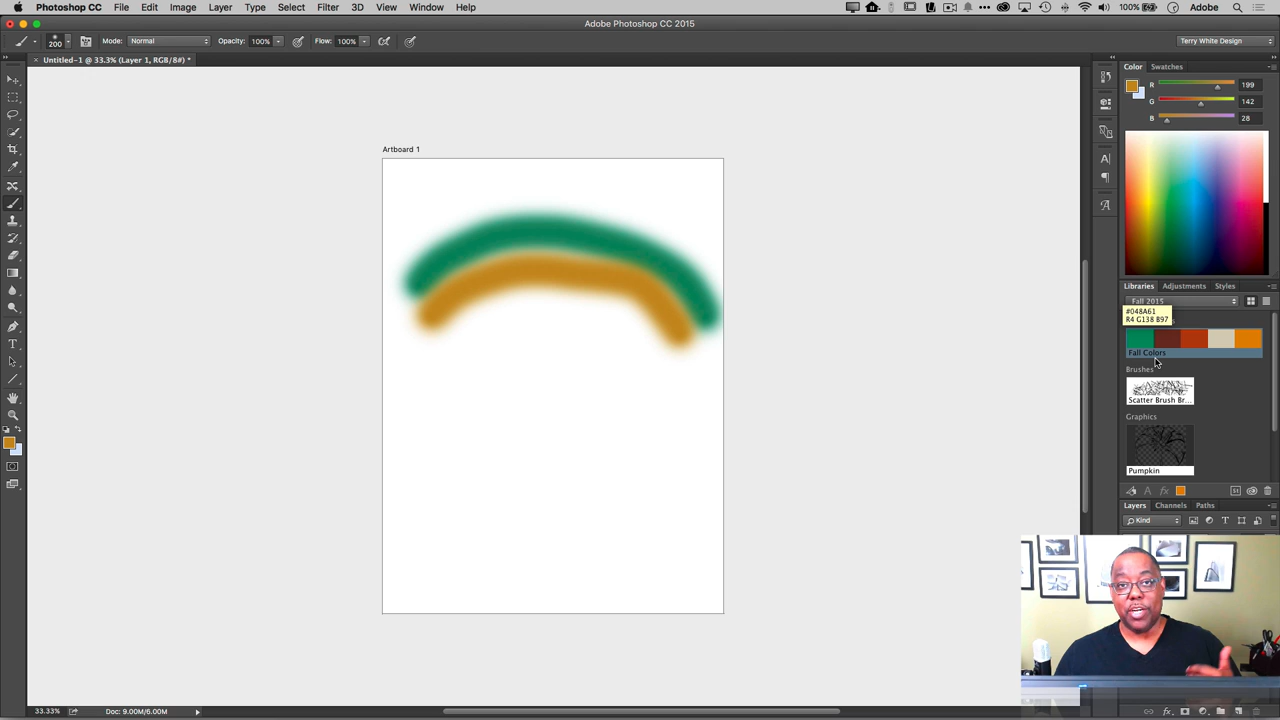 Photoshop CC File Edit Image Layer Type Select Filter 3D View Window Help 100% Adobe
Adobe Photoshop CC 2015
200 Mode: Normal Opacity: 100% Flow: 100% Terry White Design
× Untitled-1 @ 33.3% (Layer 1, RGB/8#) *
Color Swatches
R 199
G 142
B 28
Artboard 1
Libraries Adjustments Styles
Fall 2015
#048A61
R4 G138 B97
Fall Colors
Brushes
Scatter Brush Br...
Graphics
Pumpkin
Layers Channels Paths
Kind
33.33% Doc: 9.00M/6.00M